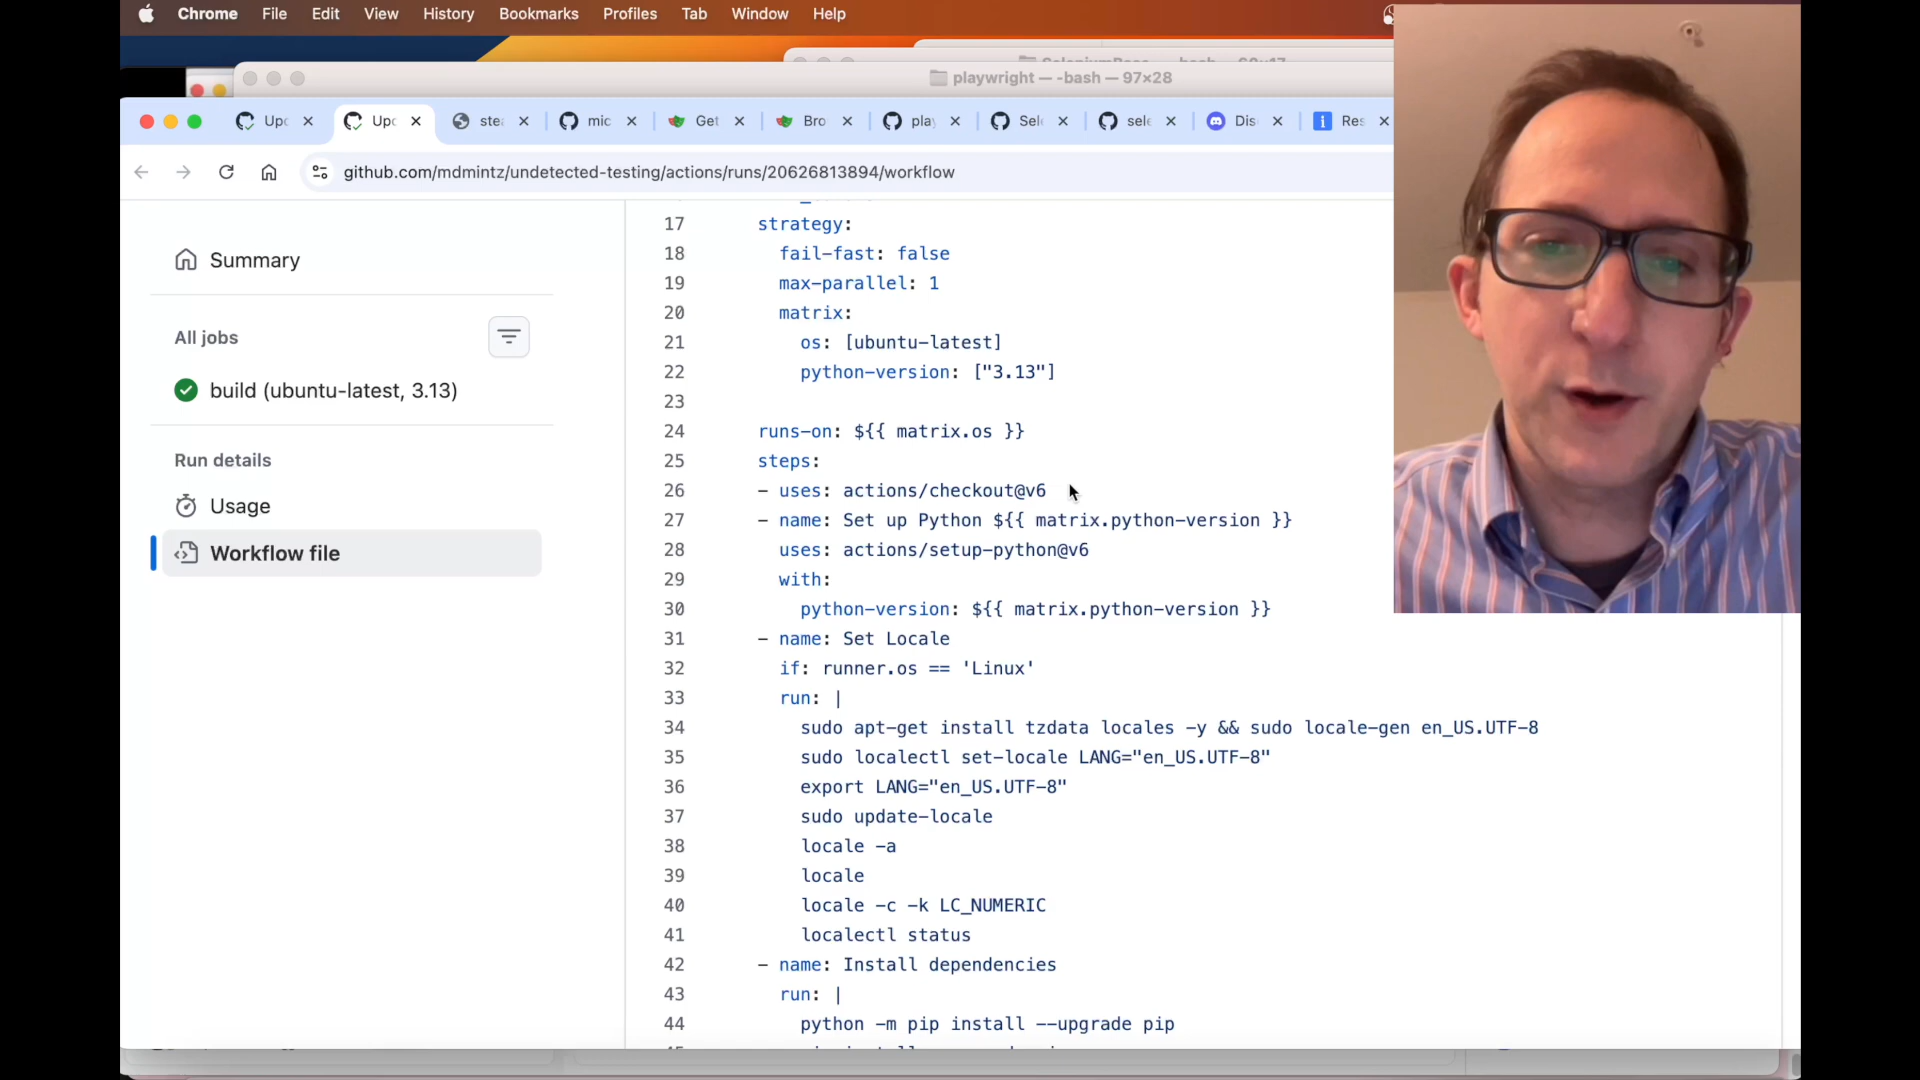 Chrome File Edit View History Bookmarks Profiles Tab Window Help
playwright — -bash — 97×28
Upd Upd stea mic Get Bro play Sele sele Dis Res
github.com/mdmintz/undetected-testing/actions/runs/20626813894/workflow
Summary
All jobs
build (ubuntu-latest, 3.13)
Run details
Usage
Workflow file
17 strategy:
18 fail-fast: false
19 max-parallel: 1
20 matrix:
21 os: [ubuntu-latest]
22 python-version: ["3.13"]
23
24 runs-on: ${{ matrix.os }}
25 steps:
26 - uses: actions/checkout@v6
27 - name: Set up Python ${{ matrix.python-version }}
28 uses: actions/setup-python@v6
29 with:
30 python-version: ${{ matrix.python-version }}
31 - name: Set Locale
32 if: runner.os == 'Linux'
33 run: |
34 sudo apt-get install tzdata locales -y && sudo locale-gen en_US.UTF-8
35 sudo localectl set-locale LANG="en_US.UTF-8"
36 export LANG="en_US.UTF-8"
37 sudo update-locale
38 locale -a
39 locale
40 locale -c -k LC_NUMERIC
41 localectl status
42 - name: Install dependencies
43 run: |
44 python -m pip install --upgrade pip